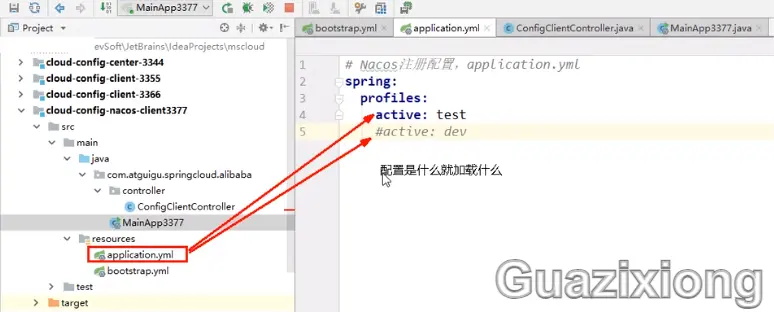 MainApp3377
Project
bootstrap.yml
application.yml
ConfigClientController.java
MainApp3377.java
evSoft\JetBrains\IdeaProjects\mscloud
cloud-config-center-3344
cloud-config-client-3355
cloud-config-client-3366
cloud-config-nacos-client3377
src
main
java
com.atguigu.springcloud.alibaba
controller
ConfigClientController
MainApp3377
resources
application.yml
bootstrap.yml
test
target
1 # Nacos注册配置，application.yml
2 spring:
3 profiles:
4 active: test
5 #active: dev
配置是什么就加载什么
Guazixiong